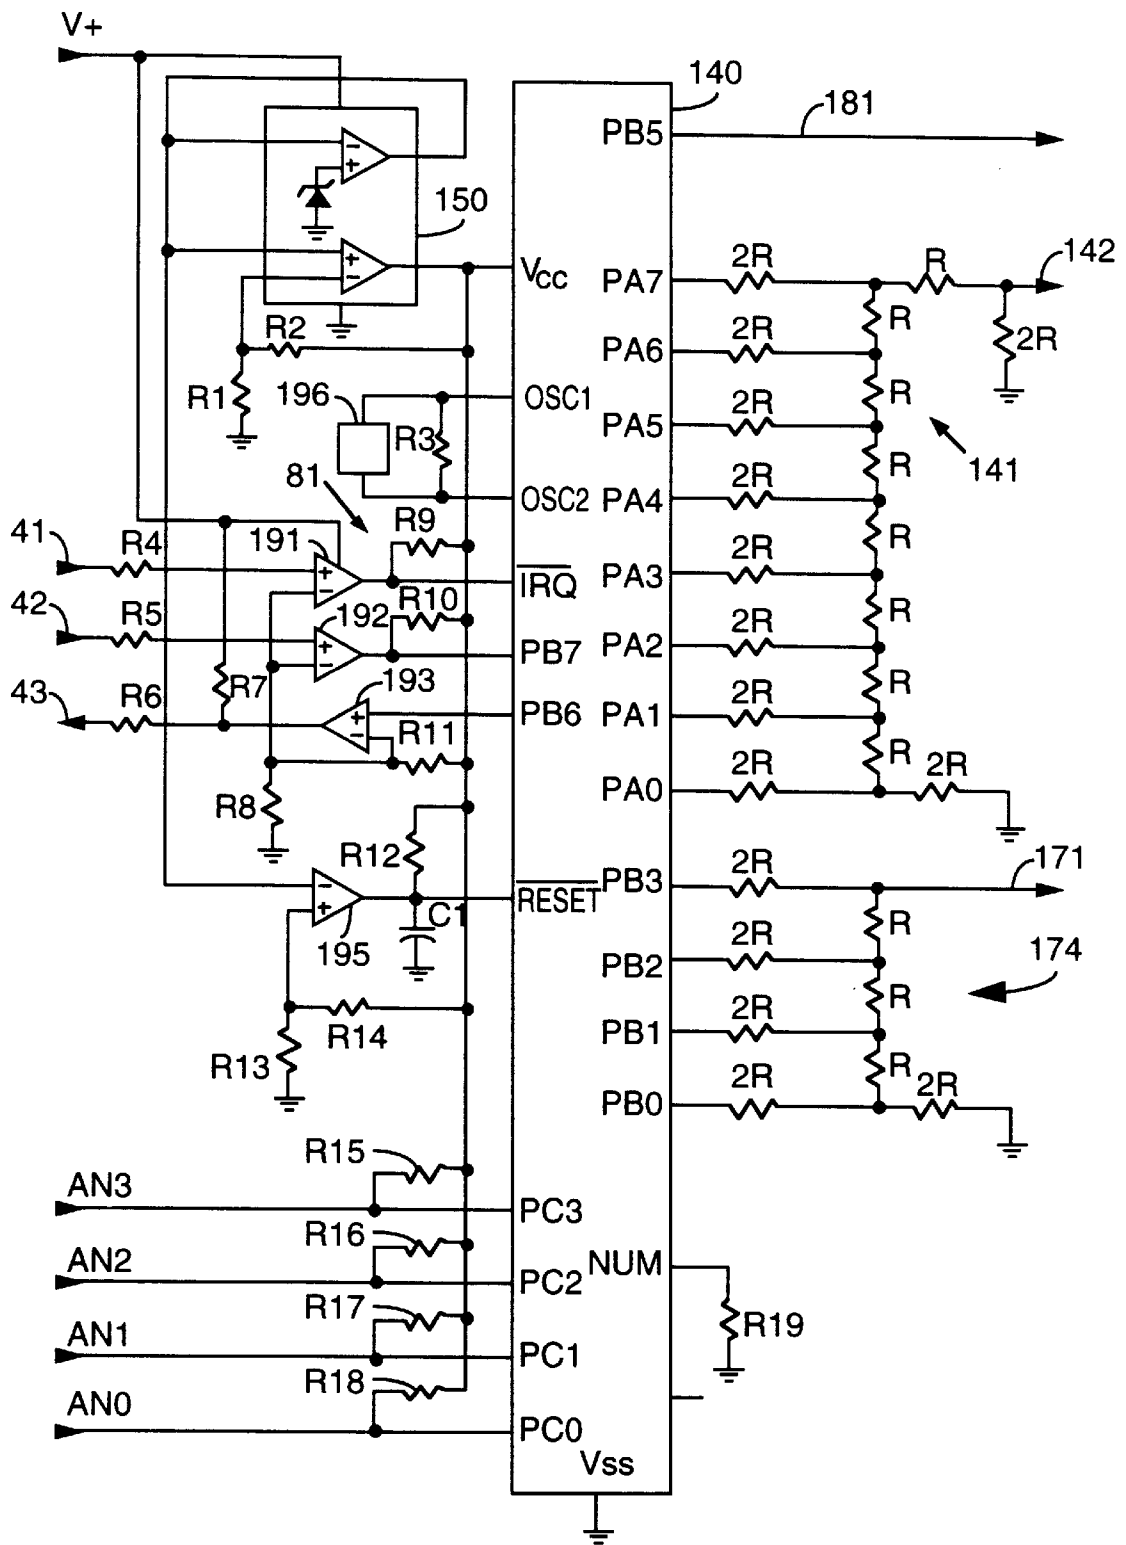 V+
140
PB5
181
150
VCC
PA7
2R
R
142
R
2R
R2
R1
PA6
2R
R
196
OSC1
R3
PA5
2R
141
R
81
OSC2
PA4
2R
R
41
R4
191
R9
IRQ
PA3
2R
R
42
R5
192
R10
PB7
PA2
2R
R
43
R6
R7
193
PB6
PA1
2R
R11
R
R8
PA0
2R
2R
R12
RESET
PB3
2R
171
C1
195
R
PB2
2R
174
R
R14
R13
PB1
2R
R
PB0
2R
2R
R15
AN3
PC3
R16
AN2
PC2
NUM
R17
AN1
PC1
R19
R18
AN0
PC0
Vss
- + + - + - + - + - - +